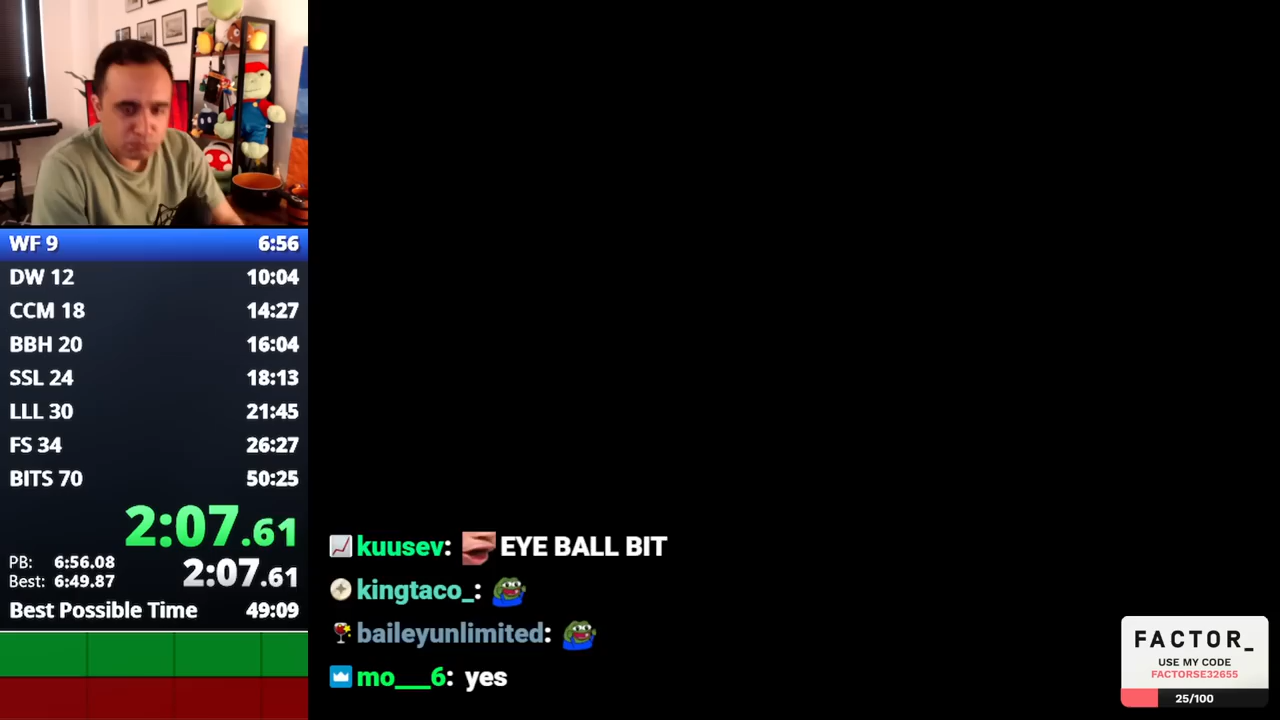 WF 9 6:56
DW 12 10:04
CCM 18 14:27
BBH 20 16:04
SSL 24 18:13
LLL 30 21:45
FS 34 26:27
BITS 70 50:25
2:07.61
PB: 6:56.08
Best: 6:49.87
2:07.61
Best Possible Time 49:09
kuusev: EYE BALL BIT
kingtaco_:
baileyunlimited:
mo___6: yes
FACTOR_
USE MY CODE
FACTORSE32655
25/100